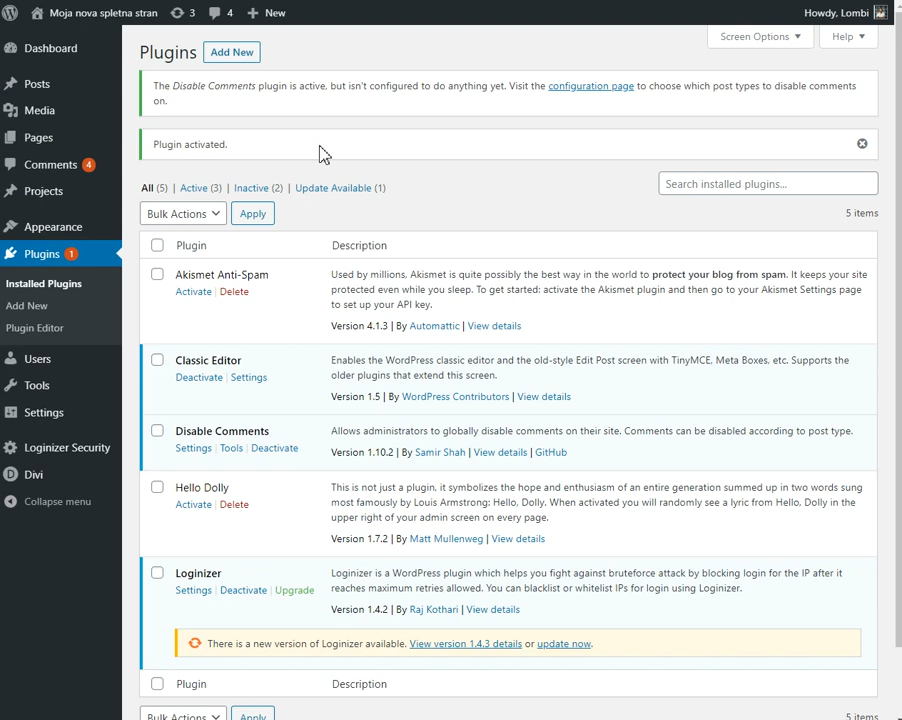 Moja nova spletna stran 3 4 New Howdy, Lombi
Dashboard
Posts
Media
Pages
Comments 4
Projects
Appearance
Plugins 1
Installed Plugins
Add New
Plugin Editor
Users
Tools
Settings
Loginizer Security
Divi
Collapse menu
Screen Options Help
Plugins Add New
The Disable Comments plugin is active, but isn't configured to do anything yet. Visit the configuration page to choose which post types to disable comments
on.
Plugin activated.
All (5) | Active (3) | Inactive (2) | Update Available (1)
Search installed plugins...
Bulk Actions Apply 5 items
Plugin Description
Akismet Anti-Spam
Activate | Delete
Used by millions, Akismet is quite possibly the best way in the world to protect your blog from spam. It keeps your site
protected even while you sleep. To get started: activate the Akismet plugin and then go to your Akismet Settings page
to set up your API key.
Version 4.1.3 | By Automattic | View details
Classic Editor
Deactivate | Settings
Enables the WordPress classic editor and the old-style Edit Post screen with TinyMCE, Meta Boxes, etc. Supports the
older plugins that extend this screen.
Version 1.5 | By WordPress Contributors | View details
Disable Comments
Settings | Tools | Deactivate
Allows administrators to globally disable comments on their site. Comments can be disabled according to post type.
Version 1.10.2 | By Samir Shah | View details | GitHub
Hello Dolly
Activate | Delete
This is not just a plugin, it symbolizes the hope and enthusiasm of an entire generation summed up in two words sung
most famously by Louis Armstrong: Hello, Dolly. When activated you will randomly see a lyric from Hello, Dolly in the
upper right of your admin screen on every page.
Version 1.7.2 | By Matt Mullenweg | View details
Loginizer
Settings | Deactivate | Upgrade
Loginizer is a WordPress plugin which helps you fight against bruteforce attack by blocking login for the IP after it
reaches maximum retries allowed. You can blacklist or whitelist IPs for login using Loginizer.
Version 1.4.2 | By Raj Kothari | View details
There is a new version of Loginizer available. View version 1.4.3 details or update now.
Plugin Description
Bulk Actions Apply 5 items